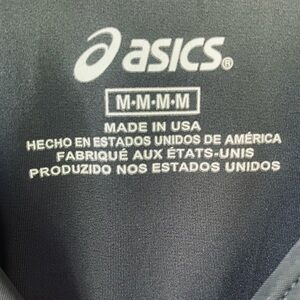 asics®
M•M•M•M
MADE IN USA
HECHO EN ESTADOS UNIDOS DE AMÉRICA
FABRIQUÉ AUX ÉTATS-UNIS
PRODUZIDO NOS ESTADOS UNIDOS